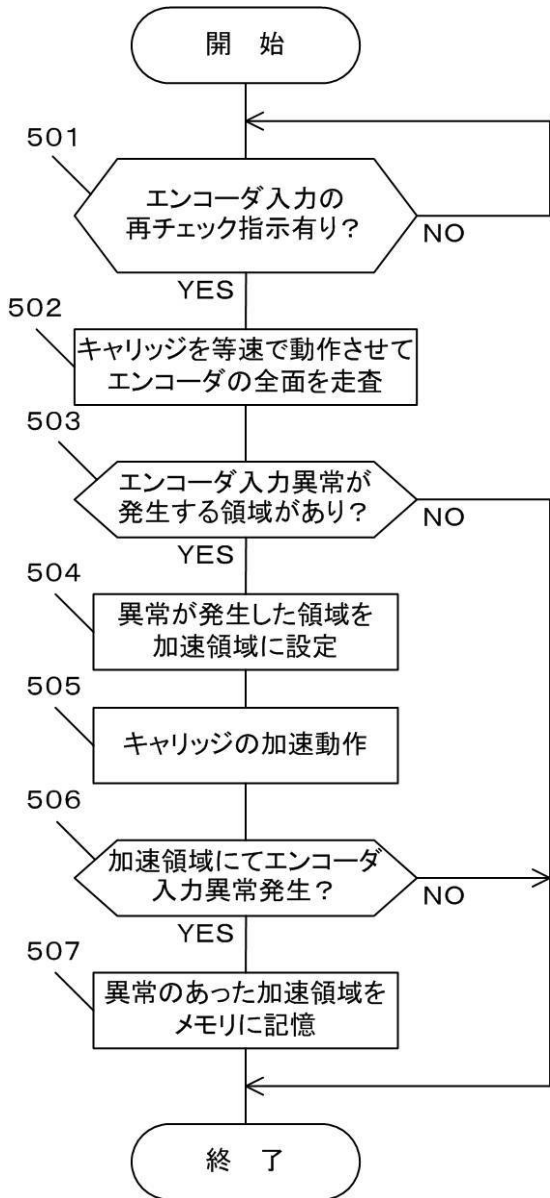 開 始
501
エンコーダ入力の
再チェック指示有り？
NO
YES
502
キャリッジを等速で動作させて
エンコーダの全面を走査
503
エンコーダ入力異常が
発生する領域があり？
NO
YES
504
異常が発生した領域を
加速領域に設定
505
キャリッジの加速動作
506
加速領域にてエンコーダ
入力異常発生？
NO
YES
507
異常のあった加速領域を
メモリに記憶
終 了